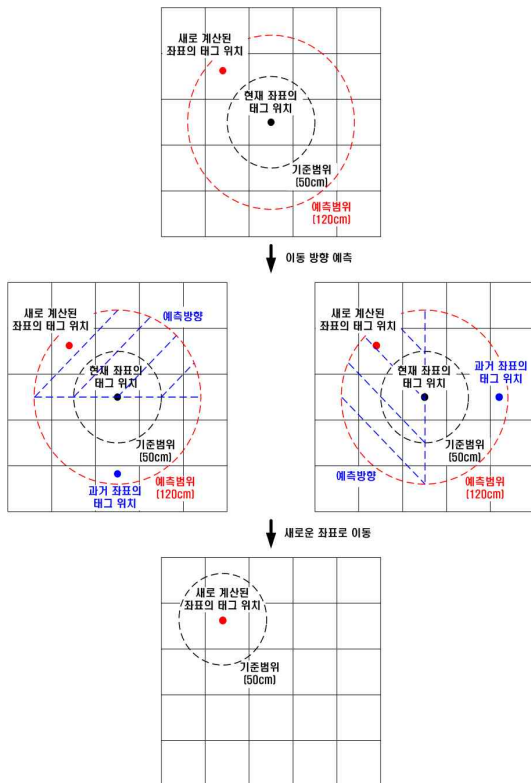 새로 계산된
좌표의 태그 위치
현재 좌표의
태그 위치
기준범위
(50cm)
예측범위
(120cm)
이동 방향 예측
새로 계산된
좌표의 태그 위치
예측방향
현재 좌표의
태그 위치
기준범위
(50cm)
예측범위
(120cm)
과거 좌표의
태그 위치
새로 계산된
좌표의 태그 위치
현재 좌표의
태그 위치
과거 좌표의
태그 위치
기준범위
(50cm)
예측방향
예측범위
(120cm)
새로운 좌표로 이동
새로 계산된
좌표의 태그 위치
기준범위
(50cm)